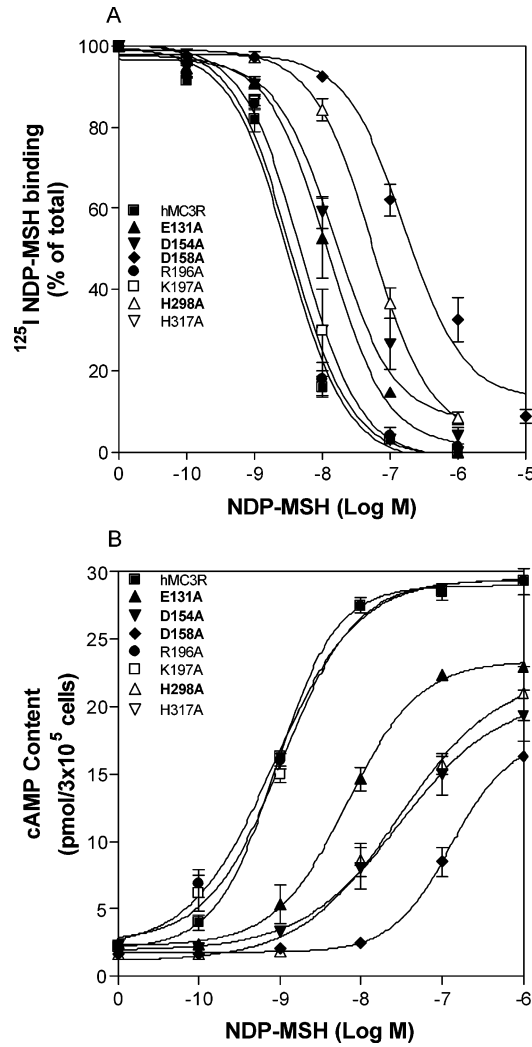 A
100
80
60
40
20
0
¹²⁵I NDP-MSH binding
(% of total)
hMC3R
E131A
D154A
D158A
R196A
K197A
H298A
H317A
0 -10 -9 -8 -7 -6 -5
NDP-MSH (Log M)
B
30
25
20
15
10
5
0
cAMP Content
(pmol/3x10⁵ cells)
hMC3R
E131A
D154A
D158A
R196A
K197A
H298A
H317A
0 -10 -9 -8 -7 -6
NDP-MSH (Log M)